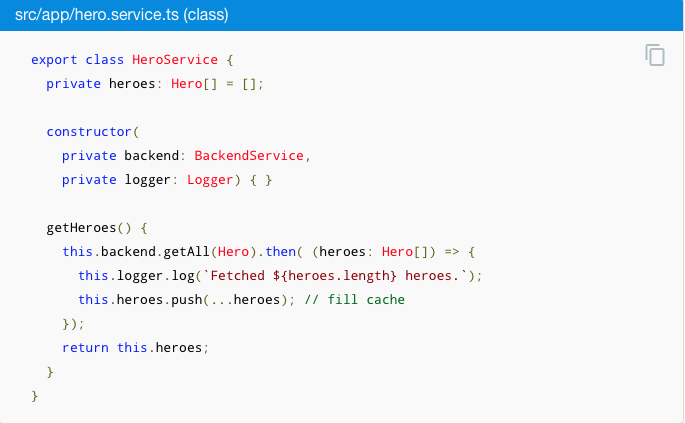 src/app/hero.service.ts (class)
export class HeroService {
  private heroes: Hero[] = [];
  constructor(
    private backend: BackendService,
    private logger: Logger) { }
  getHeroes() {
    this.backend.getAll(Hero).then( (heroes: Hero[]) => {
      this.logger.log(`Fetched ${heroes.length} heroes.`);
      this.heroes.push(...heroes); // fill cache
    });
    return this.heroes;
  }
}